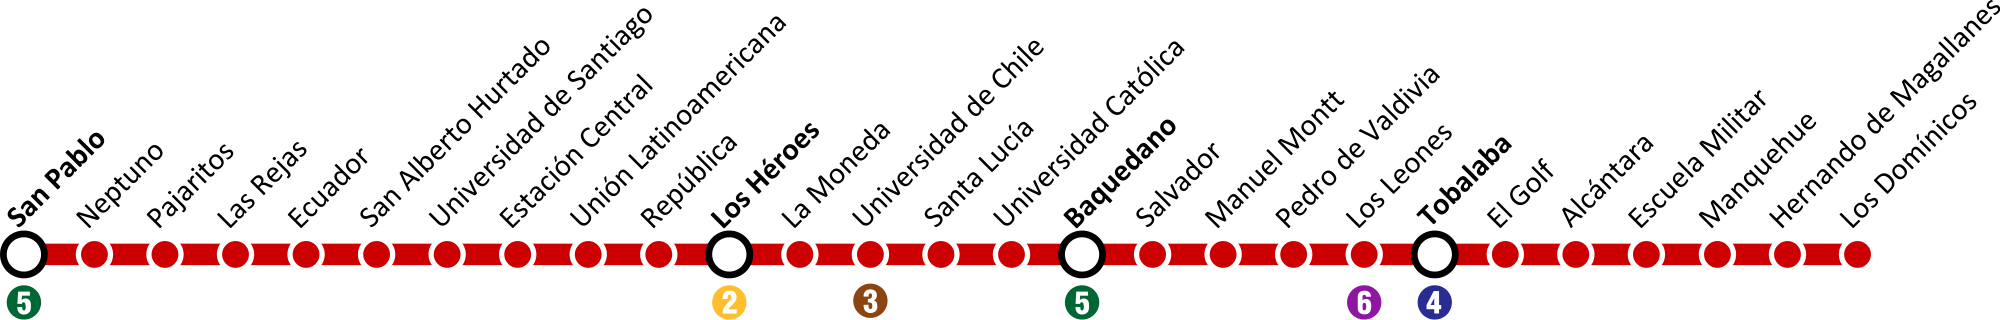 San Pablo
Neptuno
Pajaritos
Las Rejas
Ecuador
San Alberto Hurtado
Universidad de Santiago
Estación Central
Unión Latinoamericana
República
Los Héroes
La Moneda
Universidad de Chile
Santa Lucía
Universidad Católica
Baquedano
Salvador
Manuel Montt
Pedro de Valdivia
Los Leones
Tobalaba
El Golf
Alcántara
Escuela Militar
Manquehue
Hernando de Magallanes
Los Domínicos
5
2
3
5
6
4